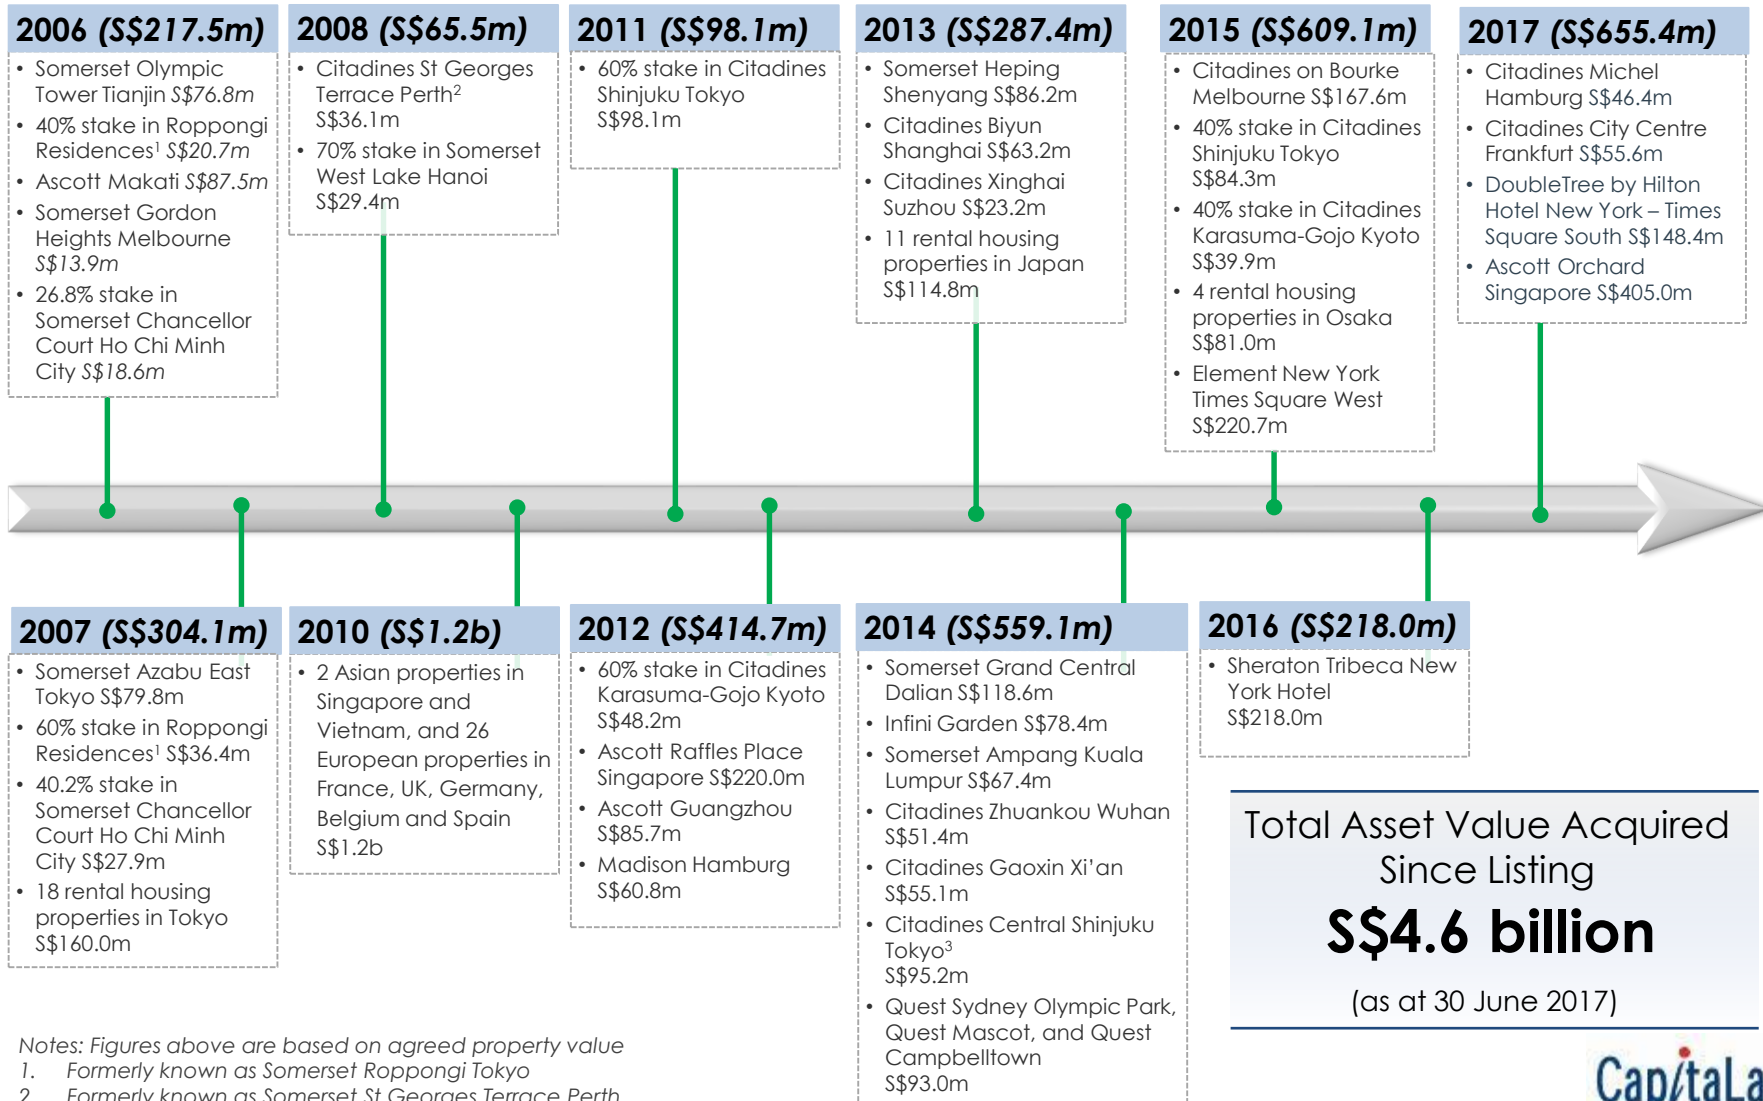 2006 (S$217.5m)
• Somerset Olympic
Tower Tianjin S$76.8m
• 40% stake in Roppongi
Residences¹ S$20.7m
• Ascott Makati S$87.5m
• Somerset Gordon
Heights Melbourne
S$13.9m
• 26.8% stake in
Somerset Chancellor
Court Ho Chi Minh
City S$18.6m
2008 (S$65.5m)
• Citadines St Georges
Terrace Perth²
S$36.1m
• 70% stake in Somerset
West Lake Hanoi
S$29.4m
2011 (S$98.1m)
• 60% stake in Citadines
Shinjuku Tokyo
S$98.1m
2013 (S$287.4m)
• Somerset Heping
Shenyang S$86.2m
• Citadines Biyun
Shanghai S$63.2m
• Citadines Xinghai
Suzhou S$23.2m
• 11 rental housing
properties in Japan
S$114.8m
2015 (S$609.1m)
• Citadines on Bourke
Melbourne S$167.6m
• 40% stake in Citadines
Shinjuku Tokyo
S$84.3m
• 40% stake in Citadines
Karasuma-Gojo Kyoto
S$39.9m
• 4 rental housing
properties in Osaka
S$81.0m
• Element New York
Times Square West
S$220.7m
2017 (S$655.4m)
• Citadines Michel
Hamburg S$46.4m
• Citadines City Centre
Frankfurt S$55.6m
• DoubleTree by Hilton
Hotel New York – Times
Square South S$148.4m
• Ascott Orchard
Singapore S$405.0m
2007 (S$304.1m)
• Somerset Azabu East
Tokyo S$79.8m
• 60% stake in Roppongi
Residences¹ S$36.4m
• 40.2% stake in
Somerset Chancellor
Court Ho Chi Minh
City S$27.9m
• 18 rental housing
properties in Tokyo
S$160.0m
2010 (S$1.2b)
• 2 Asian properties in
Singapore and
Vietnam, and 26
European properties in
France, UK, Germany,
Belgium and Spain
S$1.2b
2012 (S$414.7m)
• 60% stake in Citadines
Karasuma-Gojo Kyoto
S$48.2m
• Ascott Raffles Place
Singapore S$220.0m
• Ascott Guangzhou
S$85.7m
• Madison Hamburg
S$60.8m
2014 (S$559.1m)
• Somerset Grand Central
Dalian S$118.6m
• Infini Garden S$78.4m
• Somerset Ampang Kuala
Lumpur S$67.4m
• Citadines Zhuankou Wuhan
S$51.4m
• Citadines Gaoxin Xi’an
S$55.1m
• Citadines Central Shinjuku
Tokyo³
S$95.2m
• Quest Sydney Olympic Park,
Quest Mascot, and Quest
Campbelltown
S$93.0m
2016 (S$218.0m)
• Sheraton Tribeca New
York Hotel
S$218.0m
Total Asset Value Acquired
Since Listing
S$4.6 billion
(as at 30 June 2017)
Notes: Figures above are based on agreed property value
1. Formerly known as Somerset Roppongi Tokyo
2. Formerly known as Somerset St Georges Terrace Perth
CapitaLa